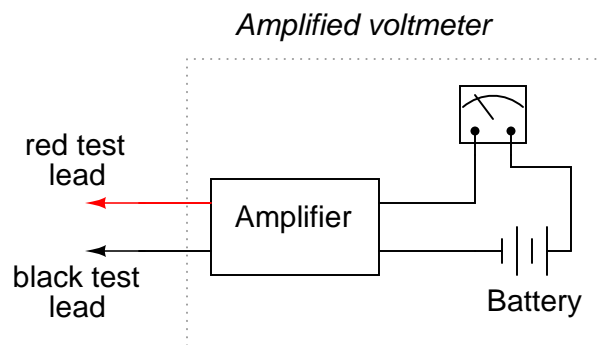 Amplified voltmeter
red test
lead
Amplifier
black test
lead
Battery